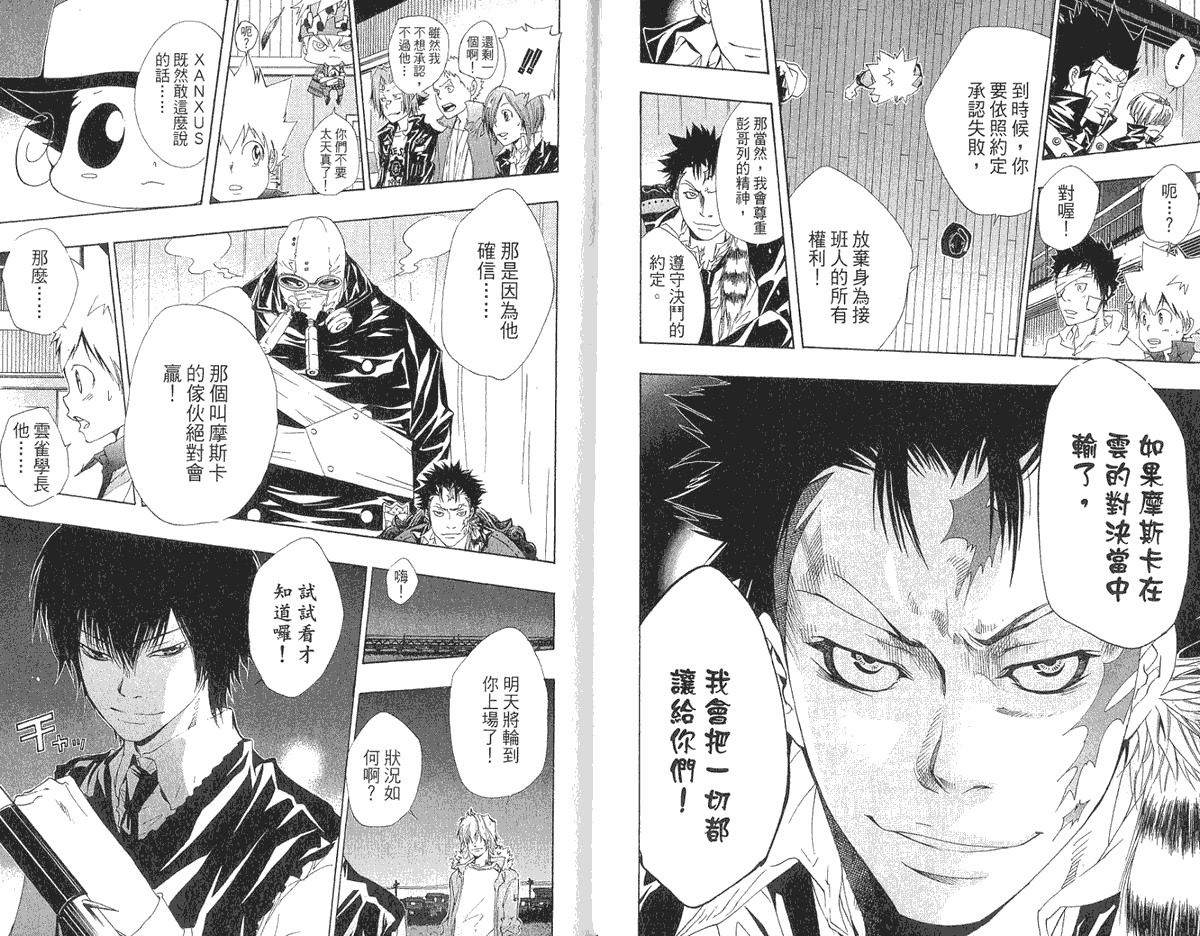 ！
呃…？
對喔！
到時候，你
要依照約定
承認失敗，
放棄身為接
班人的所有
權利！
那當然，我會尊重
彭哥列的精神，
遵守決鬥的
約定。
如果摩斯卡在
雲的對決當中
輸了，
我會把一切都
讓給你們！
!!
還剩一
個啊！
雖然我
不想承認，
不過他…
你們不要
太天真了！
呃？
XANXUS
既然敢這麼說
的話……
那是因為他
確信……
那個叫摩斯卡
的傢伙絕對會
贏！
那麼……
雲雀學長
他……
嗨！
明天將輪到
你上場了！
狀況如
何啊？
試試看才
知道囉！
チャッ